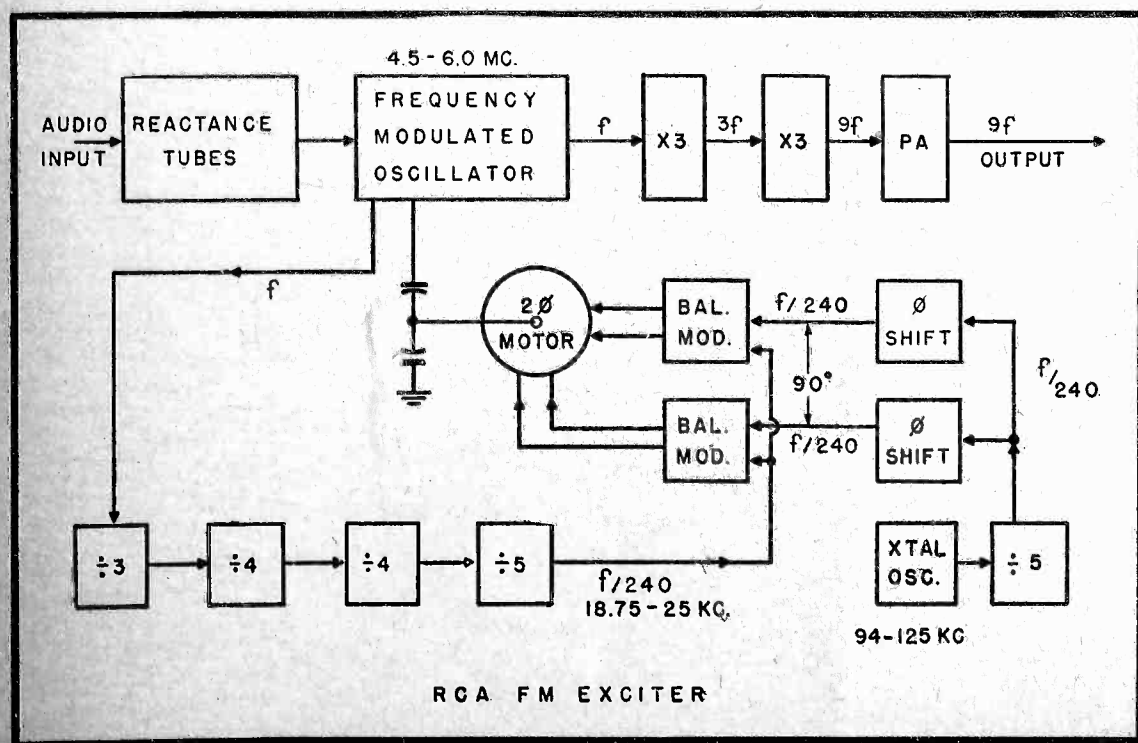 4.5 - 6.0 MC.
AUDIO
INPUT
REACTANCE
TUBES
FREQUENCY
MODULATED
OSCILLATOR
f
X3
3f
X3
9f
PA
9f
OUTPUT
f
2Ø
MOTOR
BAL.
MOD.
f/240
Ø
SHIFT
90°
f/240
BAL.
MOD.
f/240
Ø
SHIFT
÷3
÷4
÷4
÷5
f/240
18.75-25 KC.
XTAL
OSC.
÷5
94-125 KC
RCA FM EXCITER